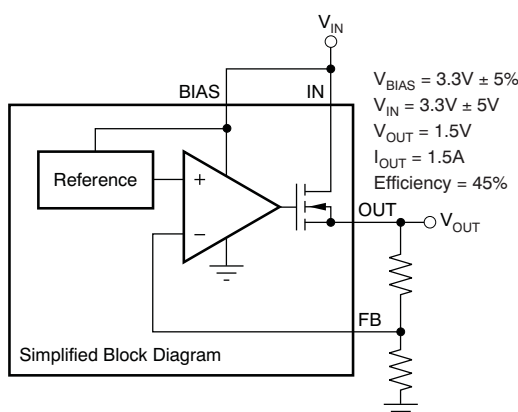 V_IN
BIAS
IN
V_BIAS = 3.3V ± 5%
V_IN = 3.3V ± 5V
V_OUT = 1.5V
I_OUT = 1.5A
Efficiency = 45%
Reference
+
−
OUT
V_OUT
FB
Simplified Block Diagram